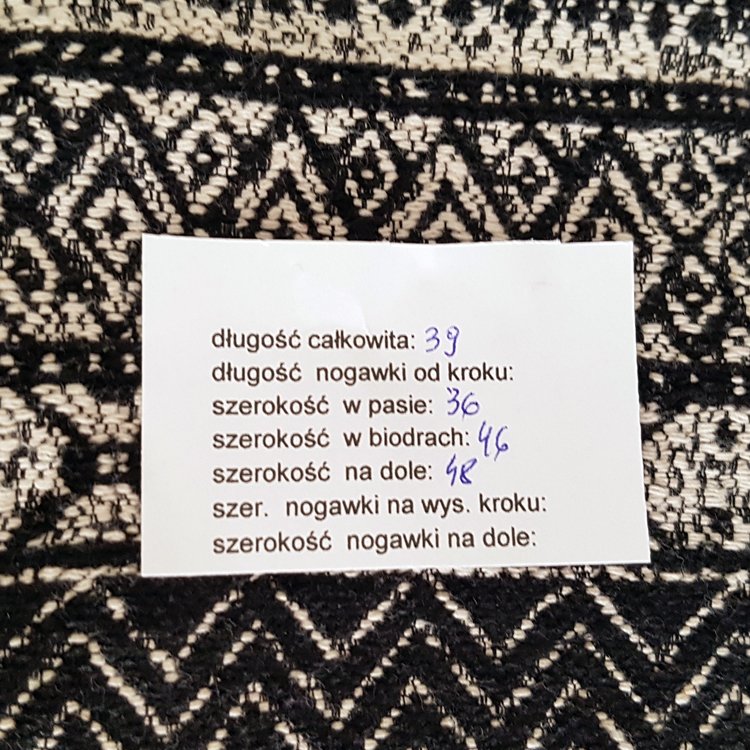 długość całkowita: 39
długość nogawki od kroku:
szerokość w pasie: 36
szerokość w biodrach: 46
szerokość na dole: 48
szer. nogawki na wys. kroku:
szerokość nogawki na dole: